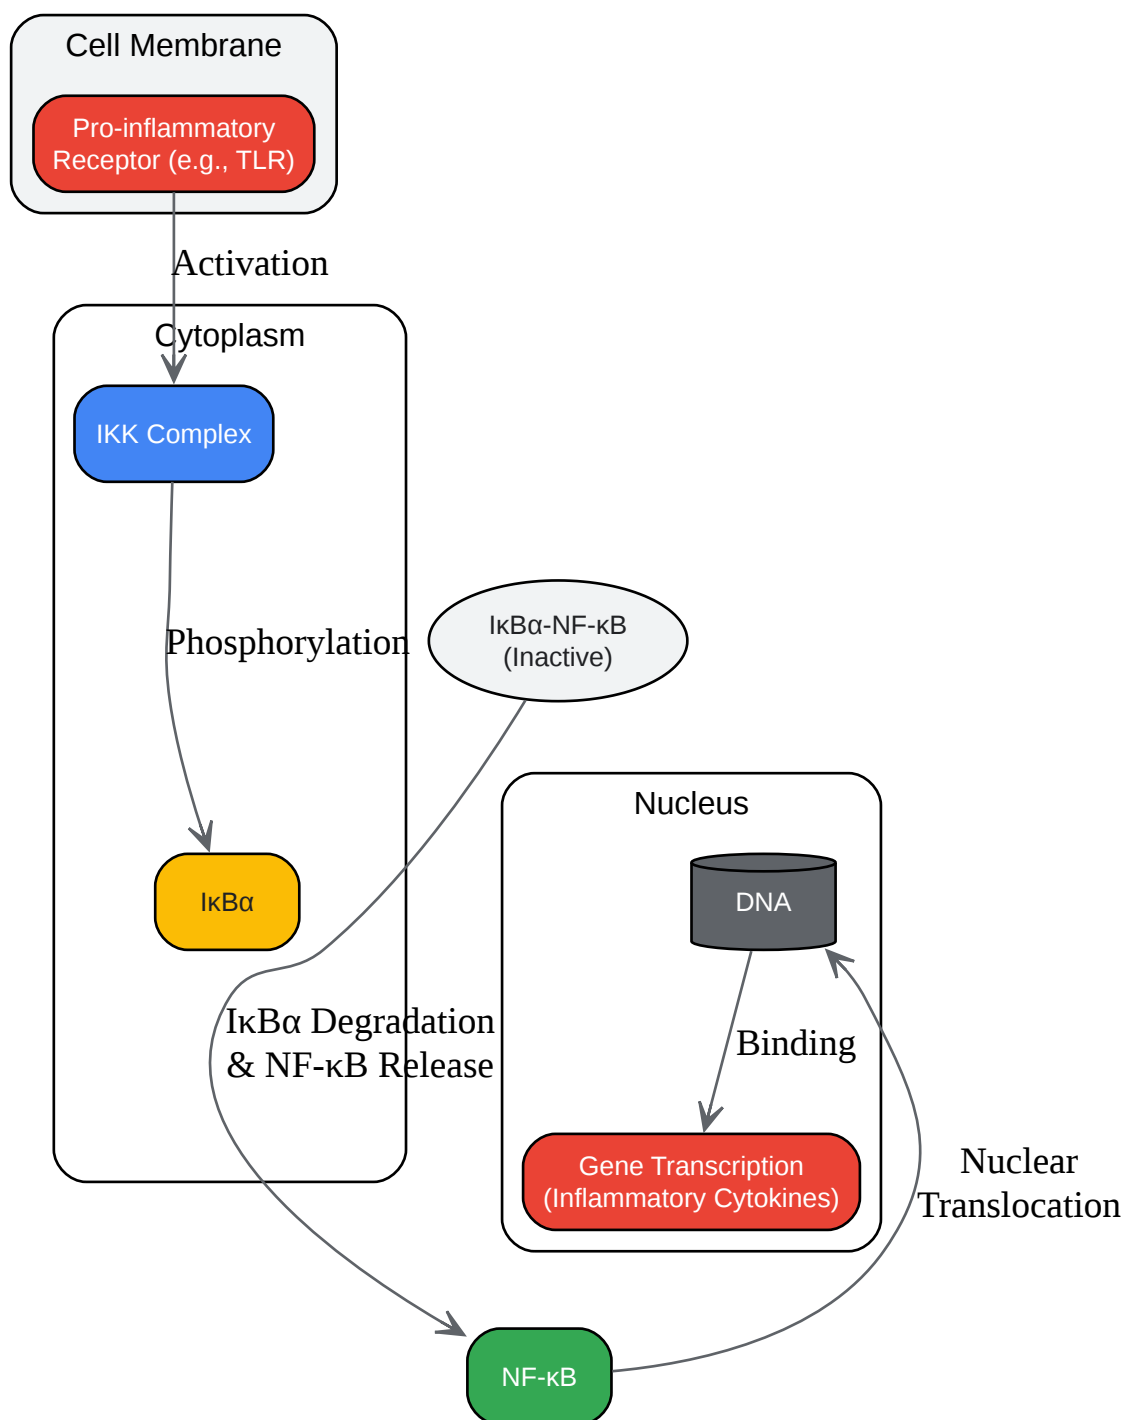 Cell Membrane
Pro-inflammatory
Receptor (e.g., TLR)
Activation
Cytoplasm
IKK Complex
Phosphorylation
IκBα-NF-κB
(Inactive)
Nucleus
IκBα
DNA
IκBα Degradation
& NF-κB Release
Binding
Gene Transcription
(Inflammatory Cytokines)
Nuclear
Translocation
NF-κB